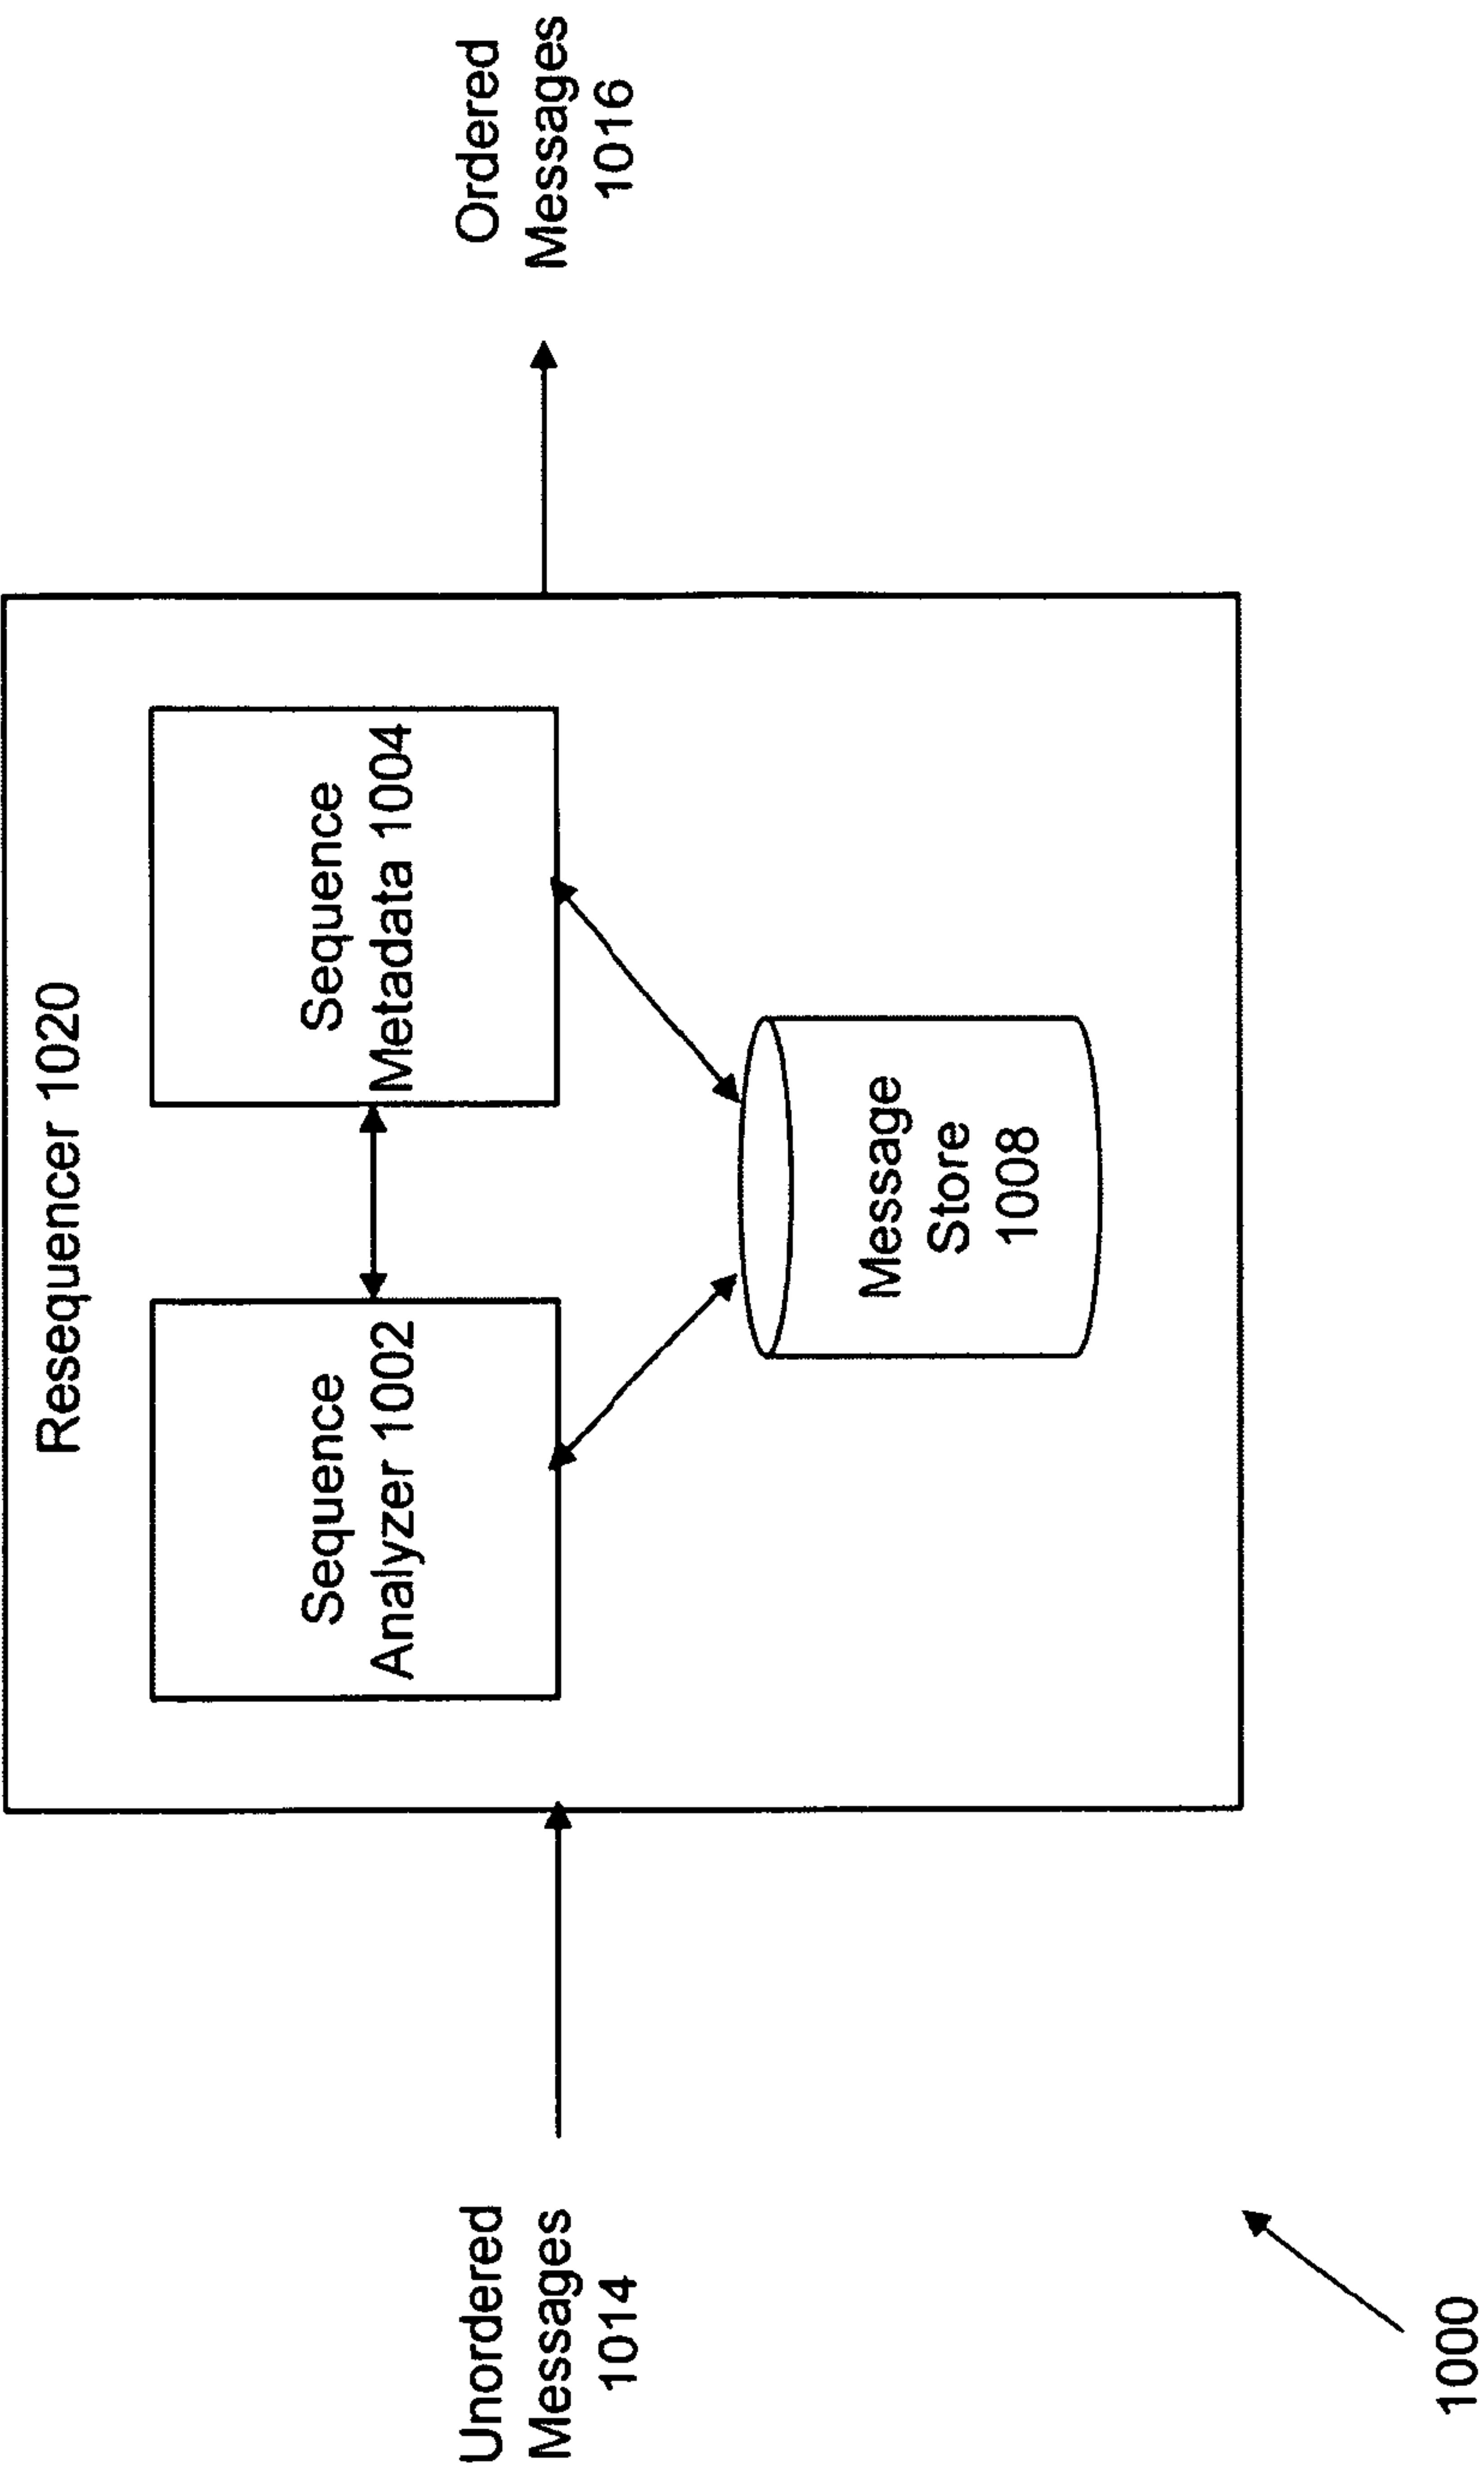 Resequencer 1020
Sequence
Analyzer 1002
Sequence
Metadata 1004
Message
Store
1008
Unordered
Messages
1014
Ordered
Messages
1016
1000